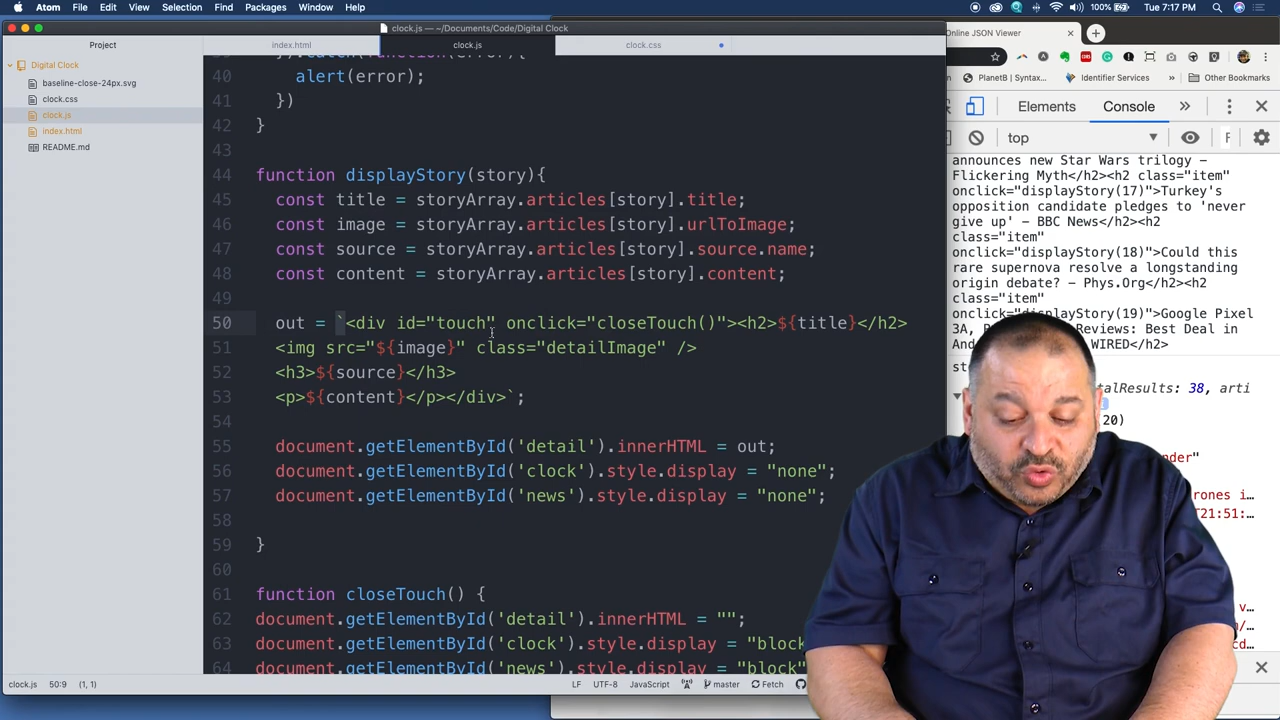 Atom File Edit View Selection Find Packages Window Help
100% Tue 7:17 PM
clock.js — ~/Documents/Code/Digital Clock
Project
index.html
clock.js
clock.css
Digital Clock
baseline-close-24px.svg
clock.css
clock.js
index.html
README.md
40 alert(error);
41 })
42 }
43
44 function displayStory(story){
45 const title = storyArray.articles[story].title;
46 const image = storyArray.articles[story].urlToImage;
47 const source = storyArray.articles[story].source.name;
48 const content = storyArray.articles[story].content;
49
50 out = `<div id="touch" onclick="closeTouch()"><h2>${title}</h2>
51 <img src="${image}" class="detailImage" />
52 <h3>${source}</h3>
53 <p>${content}</p></div>`;
54
55 document.getElementById('detail').innerHTML = out;
56 document.getElementById('clock').style.display = "none";
57 document.getElementById('news').style.display = "none";
58
59 }
60
61 function closeTouch() {
62 document.getElementById('detail').innerHTML = "";
63 document.getElementById('clock').style.display = "block
64 document.getElementById('news').style.display = "block
clock.js 50:9 (1, 1)
LF UTF-8 JavaScript master Fetch
Online JSON Viewer
PlanetB | Syntax...
Identifier Services
»
Other Bookmarks
Elements Console »
top
announces new Star Wars trilogy –
Flickering Myth</h2><h2 class="item"
onclick="displayStory(17)">Turkey's
opposition candidate pledges to 'never
give up' - BBC News</h2><h2
class="item"
onclick="displayStory(18)">Could this
rare supernova resolve a longstanding
origin debate? - Phys.Org</h2><h2
class="item"
onclick="displayStory(19)">Google Pixel
3A, Reviews: Best Deal in
And WIRED</h2>
st
talResults: 38, arti
20)
nder"
rones i…
T21:51:…